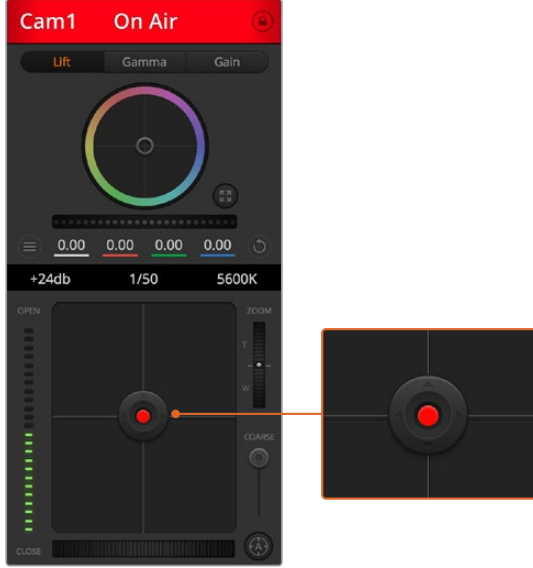 Cam1 On Air
Lift Gamma Gain
0.00 0.00 0.00 0.00
+24db 1/50 5600K
OPEN ZOOM
T
W
COARSE
A
CLOSE